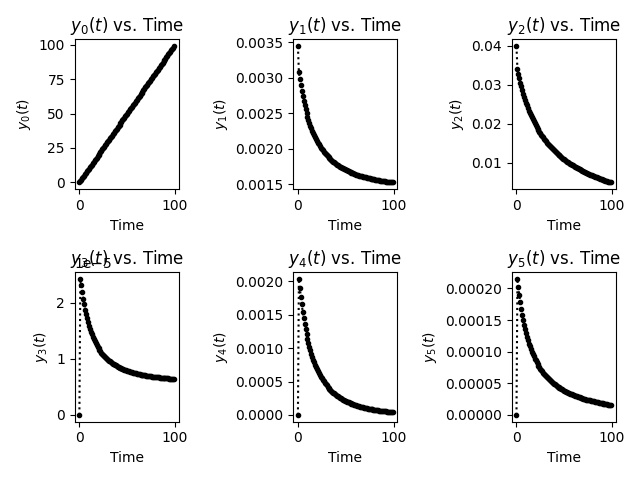 y₀(t) vs. Time
100
75
50
25
0
y₀(t)
0 100
Time
y₁(t) vs. Time
0.0035
0.0030
0.0025
0.0020
0.0015
y₁(t)
0 100
Time
y₂(t) vs. Time
0.04
0.03
0.02
0.01
y₂(t)
0 100
Time
y₃(t) vs. Time
1e−5
2
1
0
y₃(t)
0 100
Time
y₄(t) vs. Time
0.0020
0.0015
0.0010
0.0005
0.0000
y₄(t)
0 100
Time
y₅(t) vs. Time
0.00020
0.00015
0.00010
0.00005
0.00000
y₅(t)
0 100
Time